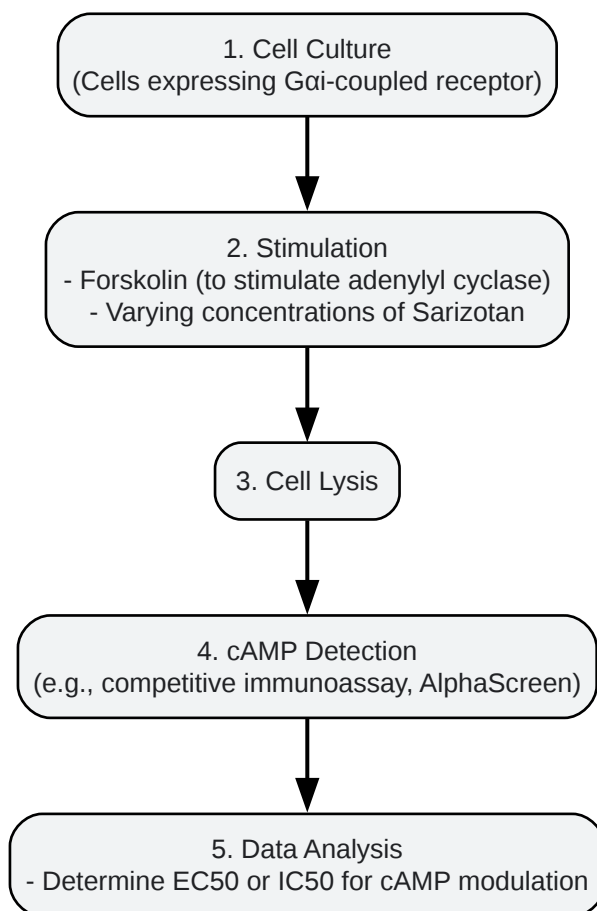 1. Cell Culture
(Cells expressing Gαi-coupled receptor)
2. Stimulation
- Forskolin (to stimulate adenylyl cyclase)
- Varying concentrations of Sarizotan
3. Cell Lysis
4. cAMP Detection
(e.g., competitive immunoassay, AlphaScreen)
5. Data Analysis
- Determine EC50 or IC50 for cAMP modulation